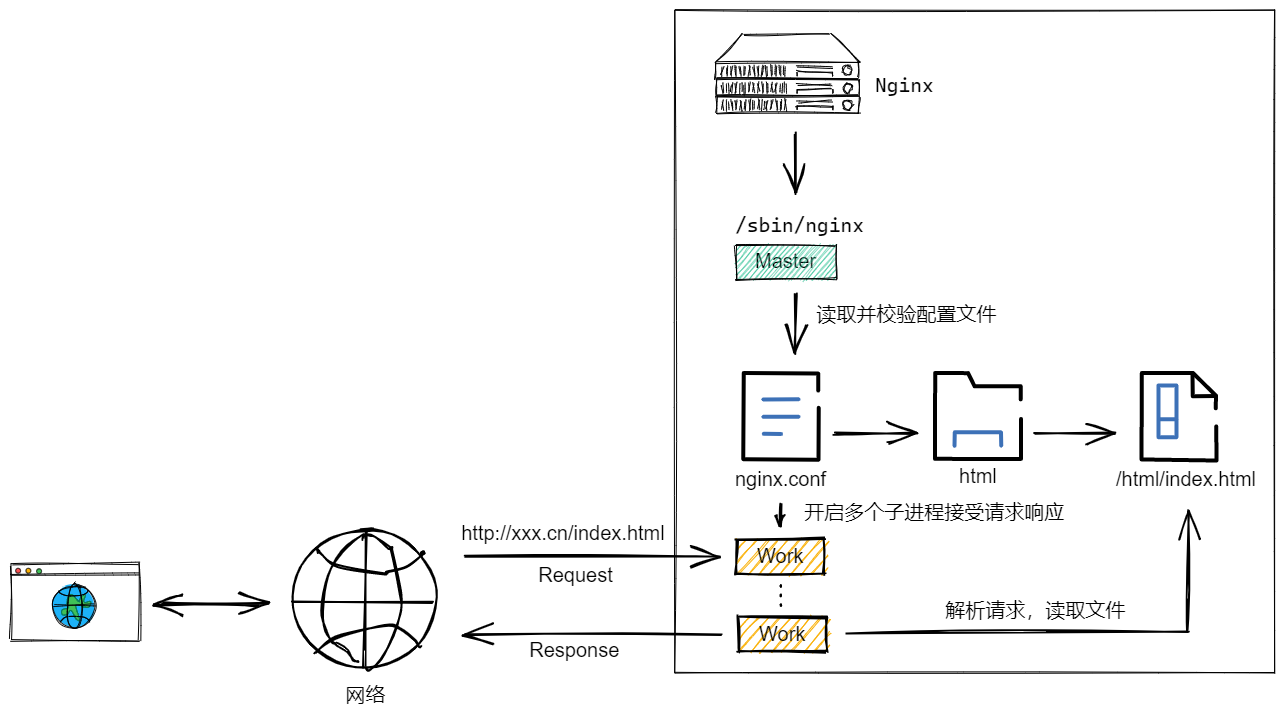 Nginx
/sbin/nginx
Master
读取并校验配置文件
nginx.conf
html
/html/index.html
开启多个子进程接受请求响应
http://xxx.cn/index.html
Request
Work
Work
解析请求，读取文件
Response
网络